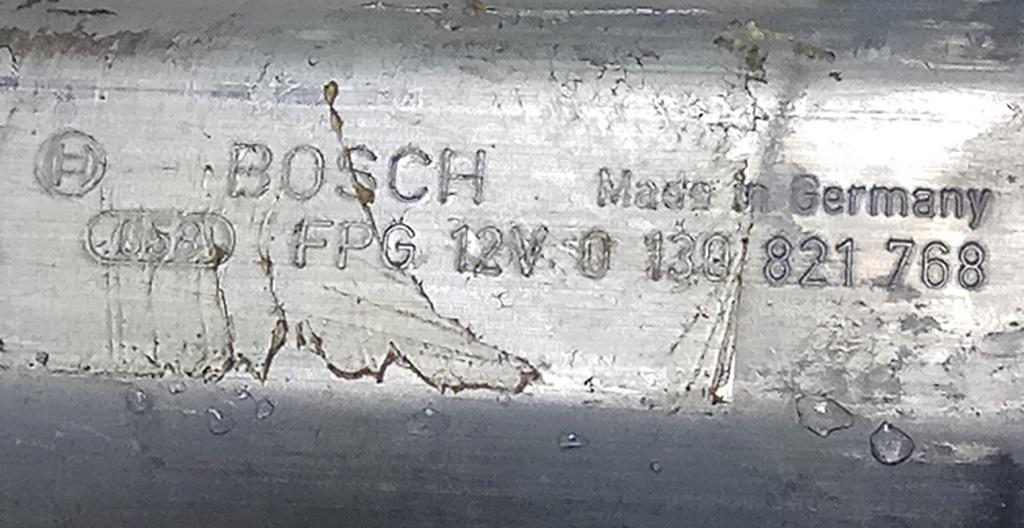 BOSCH Made in Germany
FPG 12V 0 130 821 768